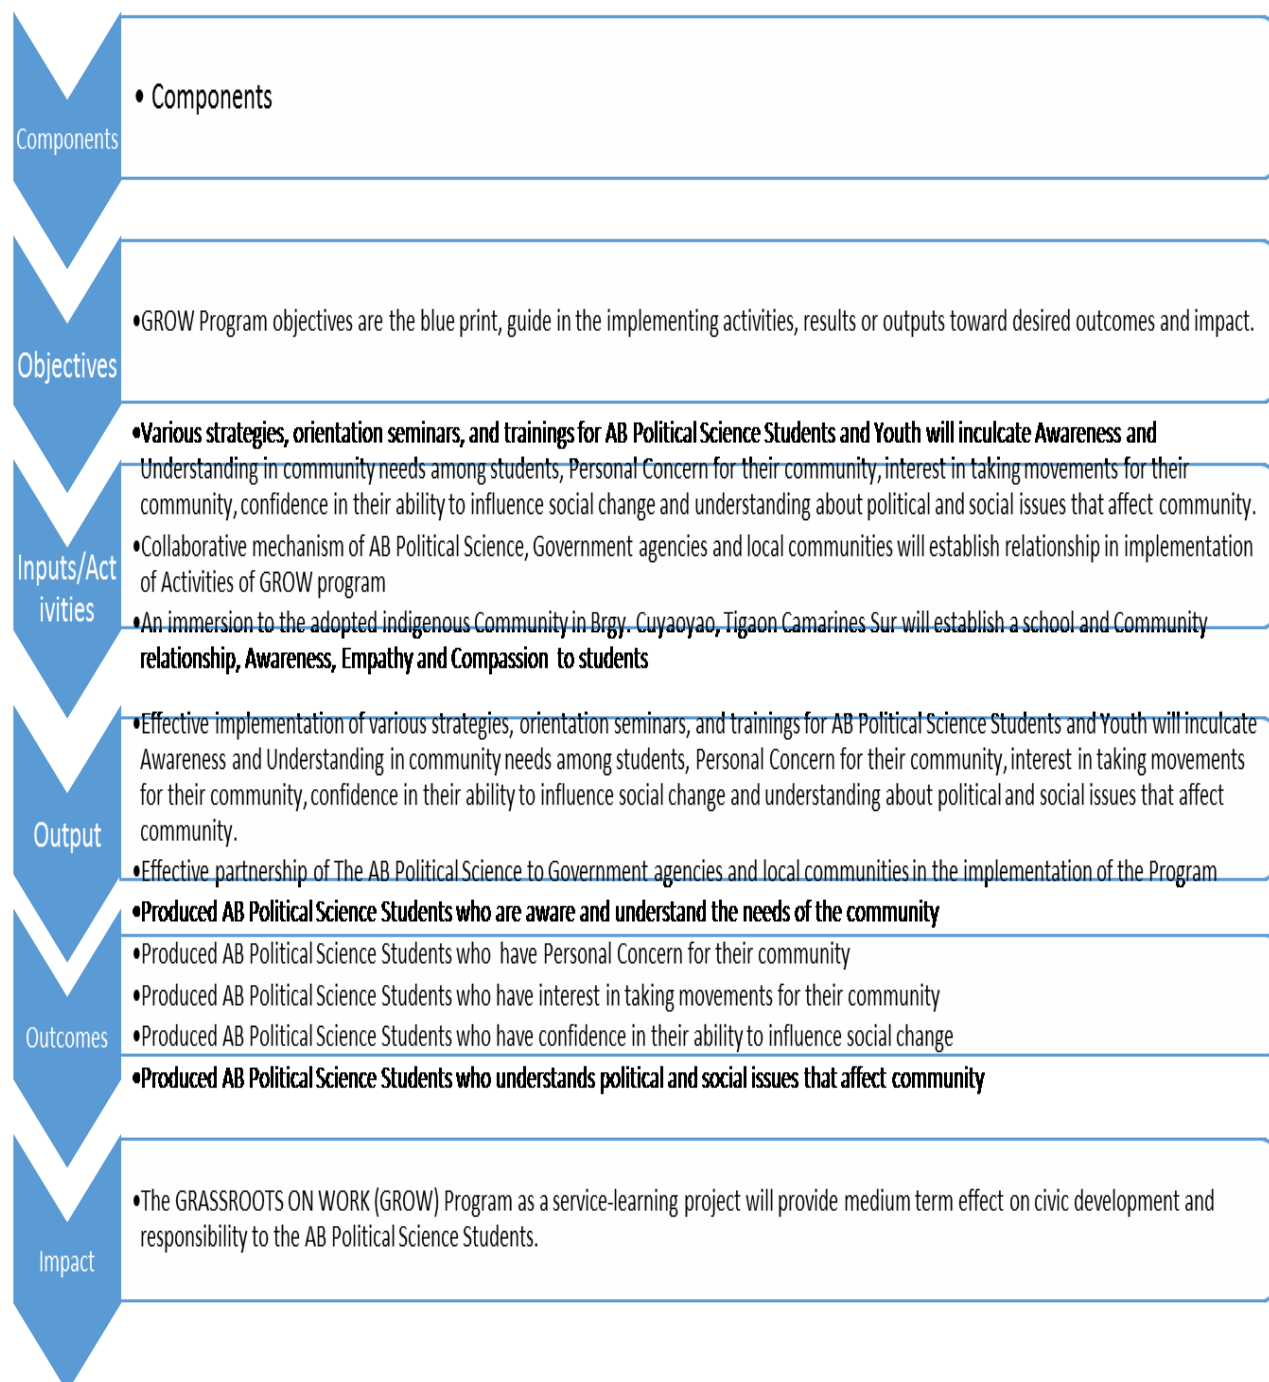 Components
• Components
Objectives
•GROW Program objectives are the blue print, guide in the implementing activities, results or outputs toward desired outcomes and impact.
Inputs/Act
ivities
•Various strategies, orientation seminars, and trainings for AB Political Science Students and Youth will inculcate Awareness and
Understanding in community needs among students, Personal Concern for their community, interest in taking movements for their
community, confidence in their ability to influence social change and understanding about political and social issues that affect community.
•Collaborative mechanism of AB Political Science, Government agencies and local communities will establish relationship in implementation
of Activities of GROW program
•An immersion to the adopted indigenous Community in Brgy. Cuyaoyao, Tigaon Camarines Sur will establish a school and Community
relationship, Awareness, Empathy and Compassion to students
Output
•Effective implementation of various strategies, orientation seminars, and trainings for AB Political Science Students and Youth will inculcate
Awareness and Understanding in community needs among students, Personal Concern for their community, interest in taking movements
for their community, confidence in their ability to influence social change and understanding about political and social issues that affect
community.
•Effective partnership of The AB Political Science to Government agencies and local communities in the implementation of the Program
Outcomes
•Produced AB Political Science Students who are aware and understand the needs of the community
•Produced AB Political Science Students who have Personal Concern for their community
•Produced AB Political Science Students who have interest in taking movements for their community
•Produced AB Political Science Students who have confidence in their ability to influence social change
•Produced AB Political Science Students who understands political and social issues that affect community
Impact
•The GRASSROOTS ON WORK (GROW) Program as a service-learning project will provide medium term effect on civic development and
responsibility to the AB Political Science Students.